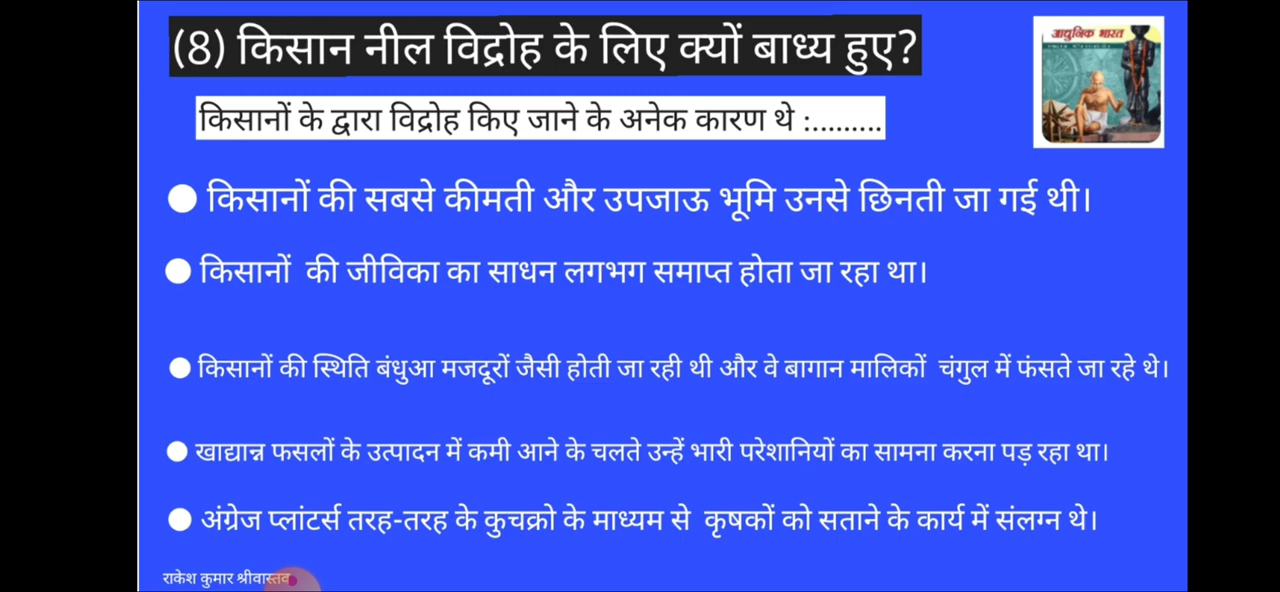 (8) किसान नील विद्रोह के लिए क्यों बाध्य हुए?
आधुनिक भारत
किसानों के द्वारा विद्रोह किए जाने के अनेक कारण थे :.........
● किसानों की सबसे कीमती और उपजाऊ भूमि उनसे छिनती जा गई थी।
● किसानों की जीविका का साधन लगभग समाप्त होता जा रहा था।
● किसानों की स्थिति बंधुआ मजदूरों जैसी होती जा रही थी और वे बागान मालिकों चंगुल में फंसते जा रहे थे।
● खाद्यान्न फसलों के उत्पादन में कमी आने के चलते उन्हें भारी परेशानियों का सामना करना पड़ रहा था।
● अंग्रेज प्लांटर्स तरह-तरह के कुचक्रो के माध्यम से कृषकों को सताने के कार्य में संलग्न थे।
राकेश कुमार श्रीवास्तव